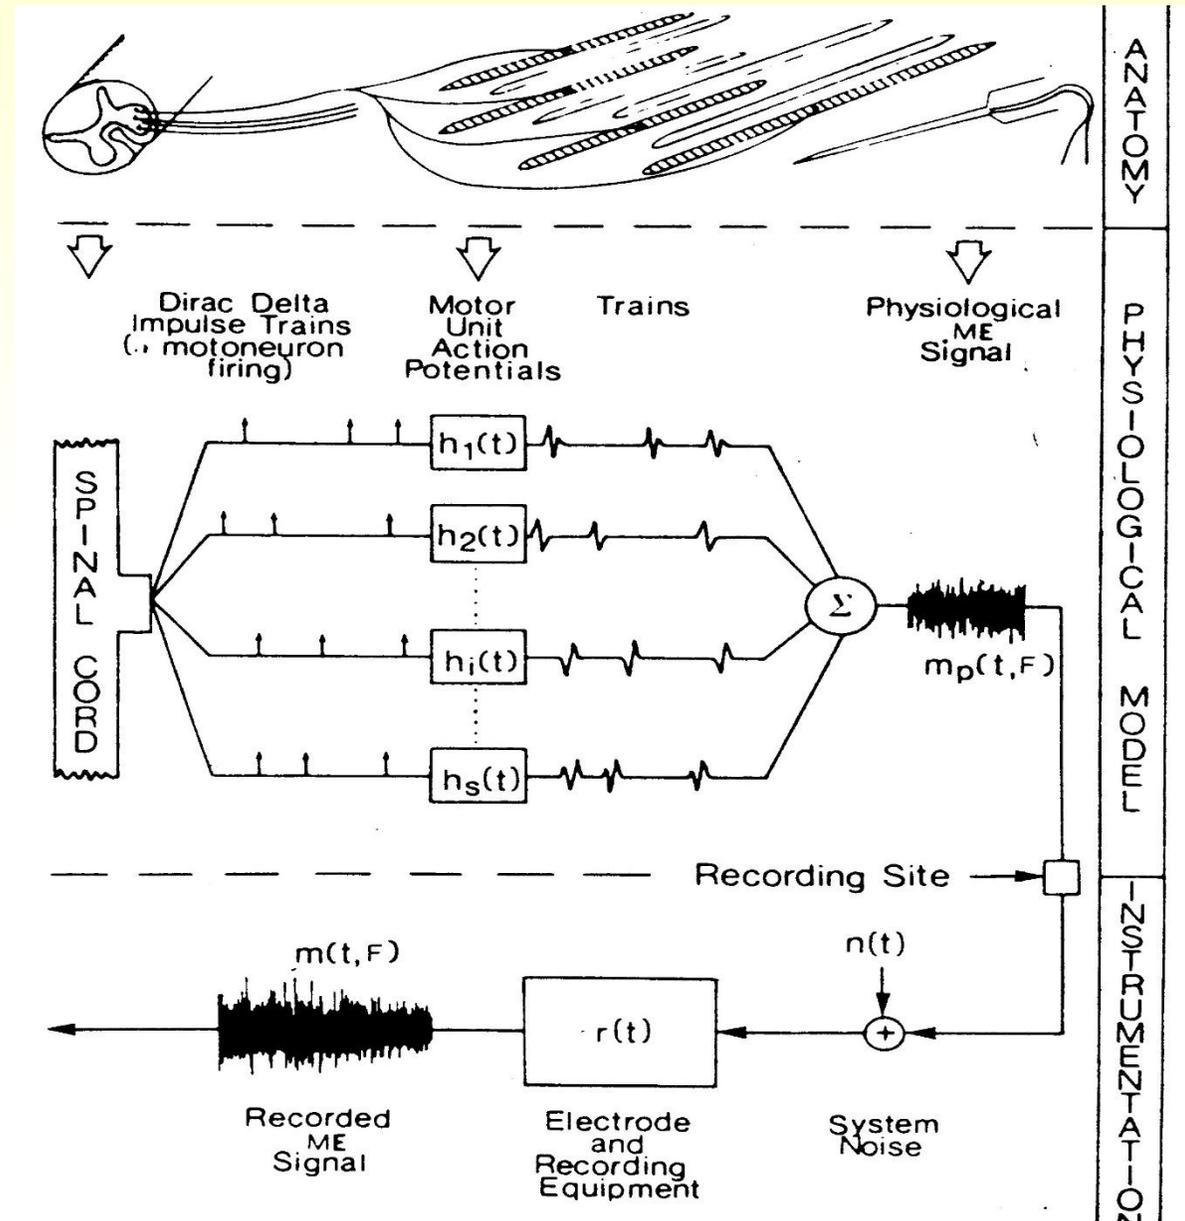 ANATOMY
Dirac Delta
Impulse Trains
( motoneuron
firing)
Motor
Unit
Action
Potentials
Trains
Physiological
ME
Signal
PHYSIOLOGICAL MODEL
SPINAL CORD
h1(t)
h2(t)
hi(t)
hs(t)
Σ
mp(t,F)
Recording Site
INSTRUMENTATION
m(t,F)
n(t)
r(t)
+
Recorded
ME
Signal
Electrode
and
Recording
Equipment
System
Noise